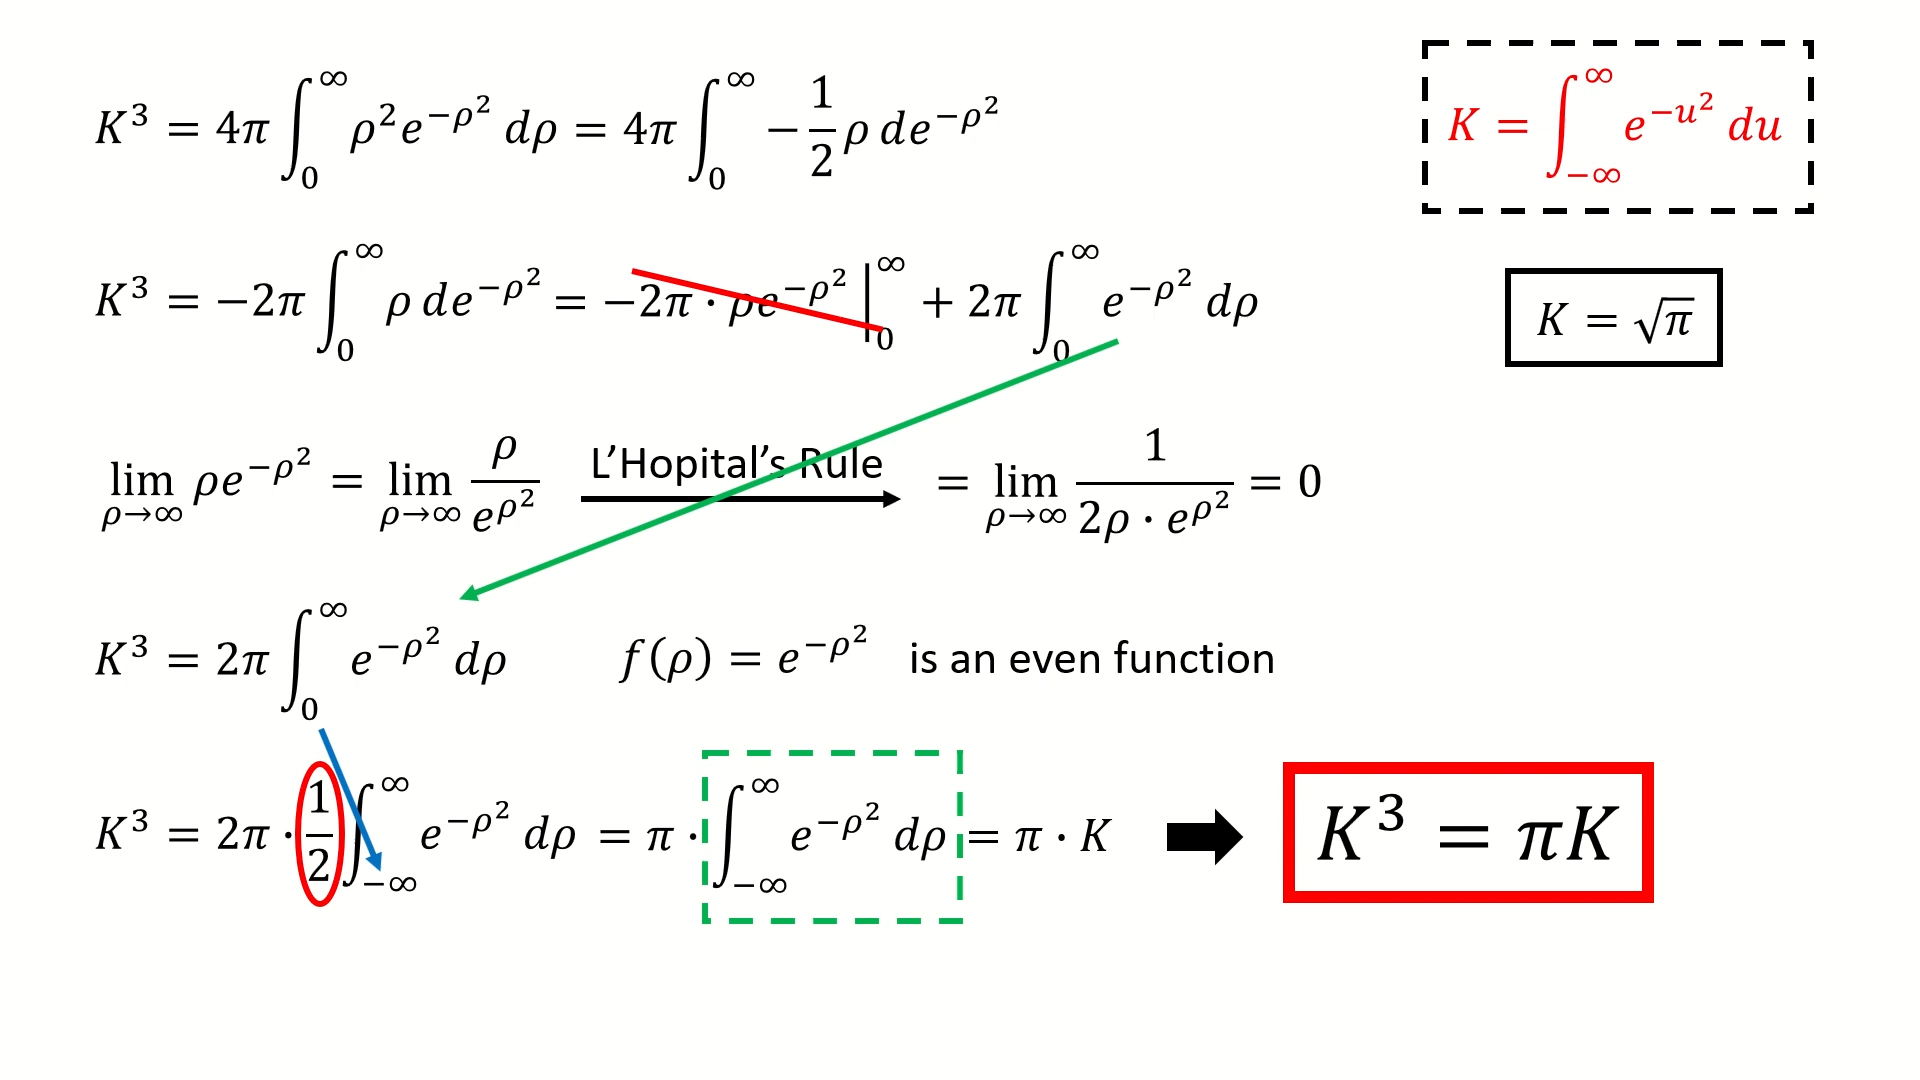 K³ = 4π ∫₀^∞ ρ²e^(−ρ²) dρ = 4π ∫₀^∞ −1/2 ρ de^(−ρ²)
K = ∫_(−∞)^∞ e^(−u²) du
K³ = −2π ∫₀^∞ ρ de^(−ρ²) = −2π · ρe^(−ρ²) |₀^∞ + 2π ∫₀^∞ e^(−ρ²) dρ
K = √π
lim_(ρ→∞) ρe^(−ρ²) = lim_(ρ→∞) ρ/e^(ρ²) L’Hopital’s Rule = lim_(ρ→∞) 1/(2ρ · e^(ρ²)) = 0
K³ = 2π ∫₀^∞ e^(−ρ²) dρ f(ρ) = e^(−ρ²) is an even function
K³ = 2π · 1/2 ∫_(−∞)^∞ e^(−ρ²) dρ = π · ∫_(−∞)^∞ e^(−ρ²) dρ = π · K
K³ = πK